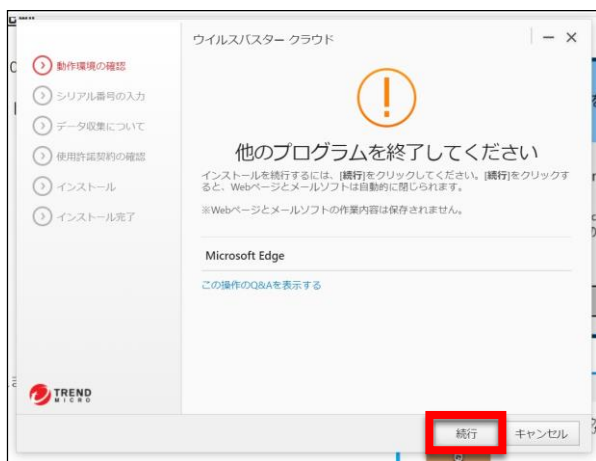 ウイルスバスター クラウド
動作環境の確認
シリアル番号の入力
データ収集について
使用許諾契約の確認
インストール
インストール完了
他のプログラムを終了してください
インストールを続行するには、[続行]をクリックしてください。[続行]をクリックす
ると、Webページとメールソフトは自動的に閉じられます。
※Webページとメールソフトの作業内容は保存されません。
Microsoft Edge
この操作のQ&Aを表示する
TREND
MICRO
続行
キャンセル